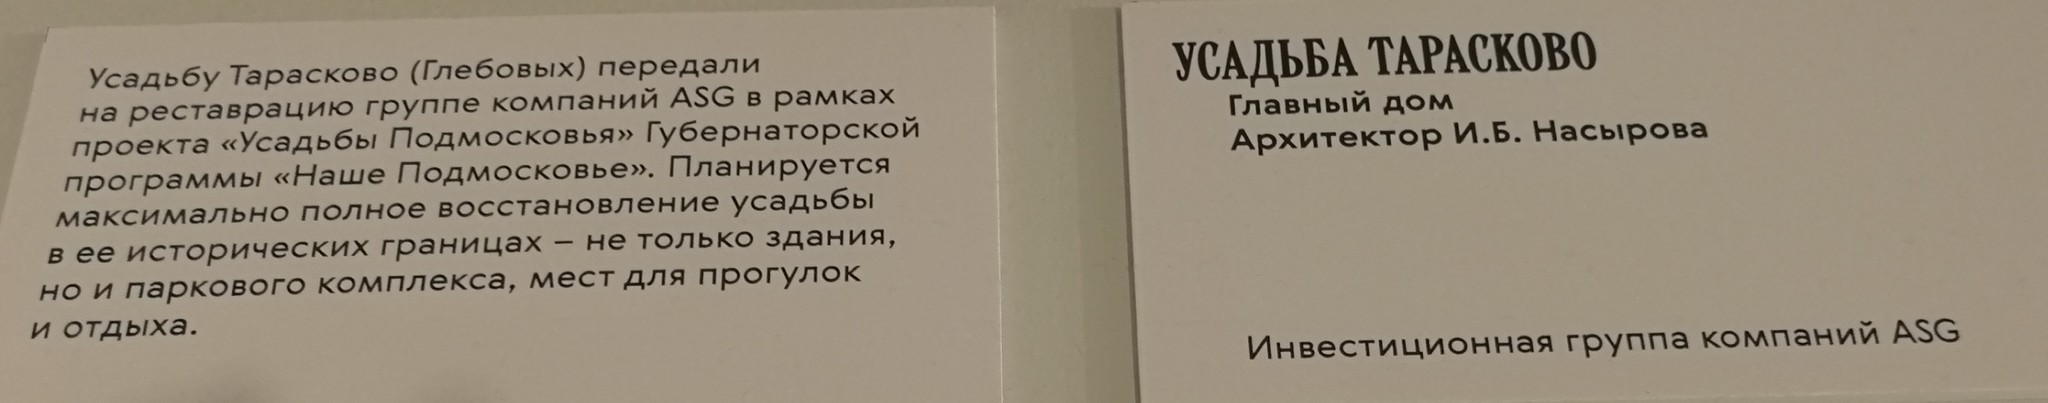 Усадьбу Тарасково (Глебовых) передали
на реставрацию группе компаний ASG в рамках
проекта «Усадьбы Подмосковья» Губернаторской
программы «Наше Подмосковье». Планируется
максимально полное восстановление усадьбы
в ее исторических границах – не только здания,
но и паркового комплекса, мест для прогулок
и отдыха.
УСАДЬБА ТАРАСКОВО
Главный дом
Архитектор И.Б. Насырова
Инвестиционная группа компаний ASG